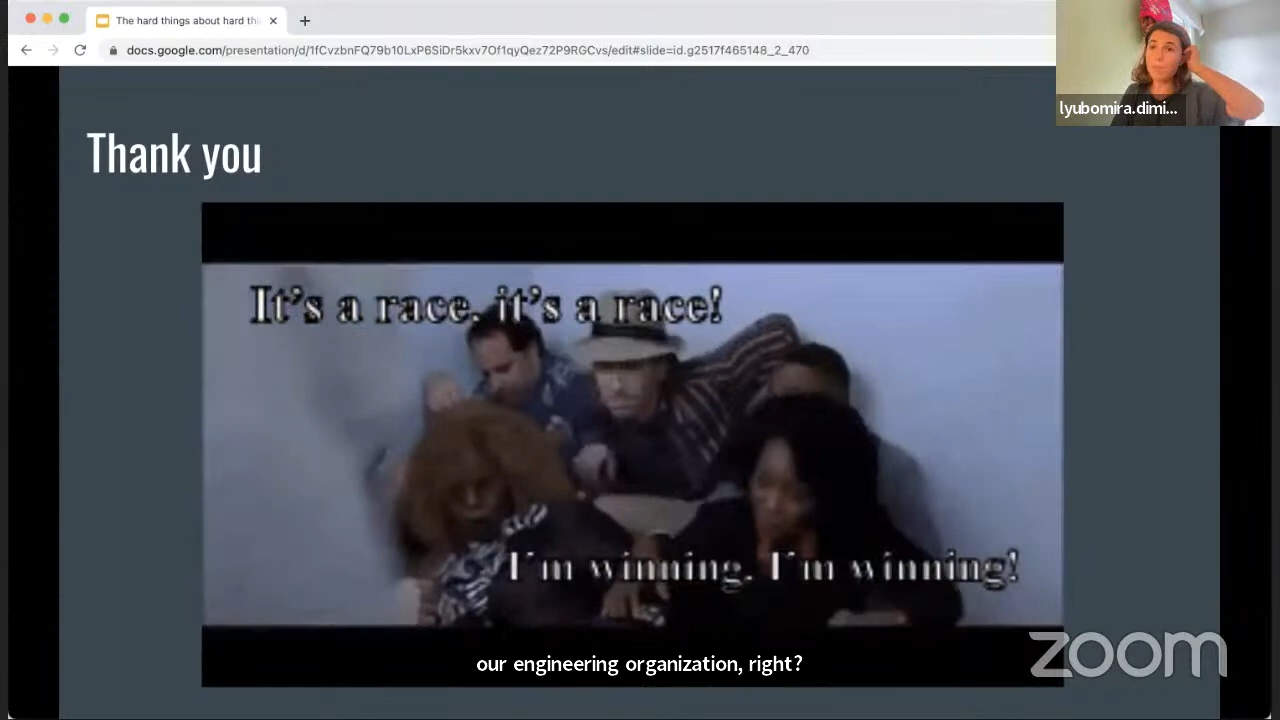 The hard things about hard thi
docs.google.com/presentation/d/1fCvzbnFQ79b10LxP6SiDr5kxv7Of1qyQez72P9RGCvs/edit#slide=id.g2517f465148_2_470
lyubomira.dimi...
Thank you
It's a race, it's a race!
I'm winning. I'm winning!
our engineering organization, right?
zoom